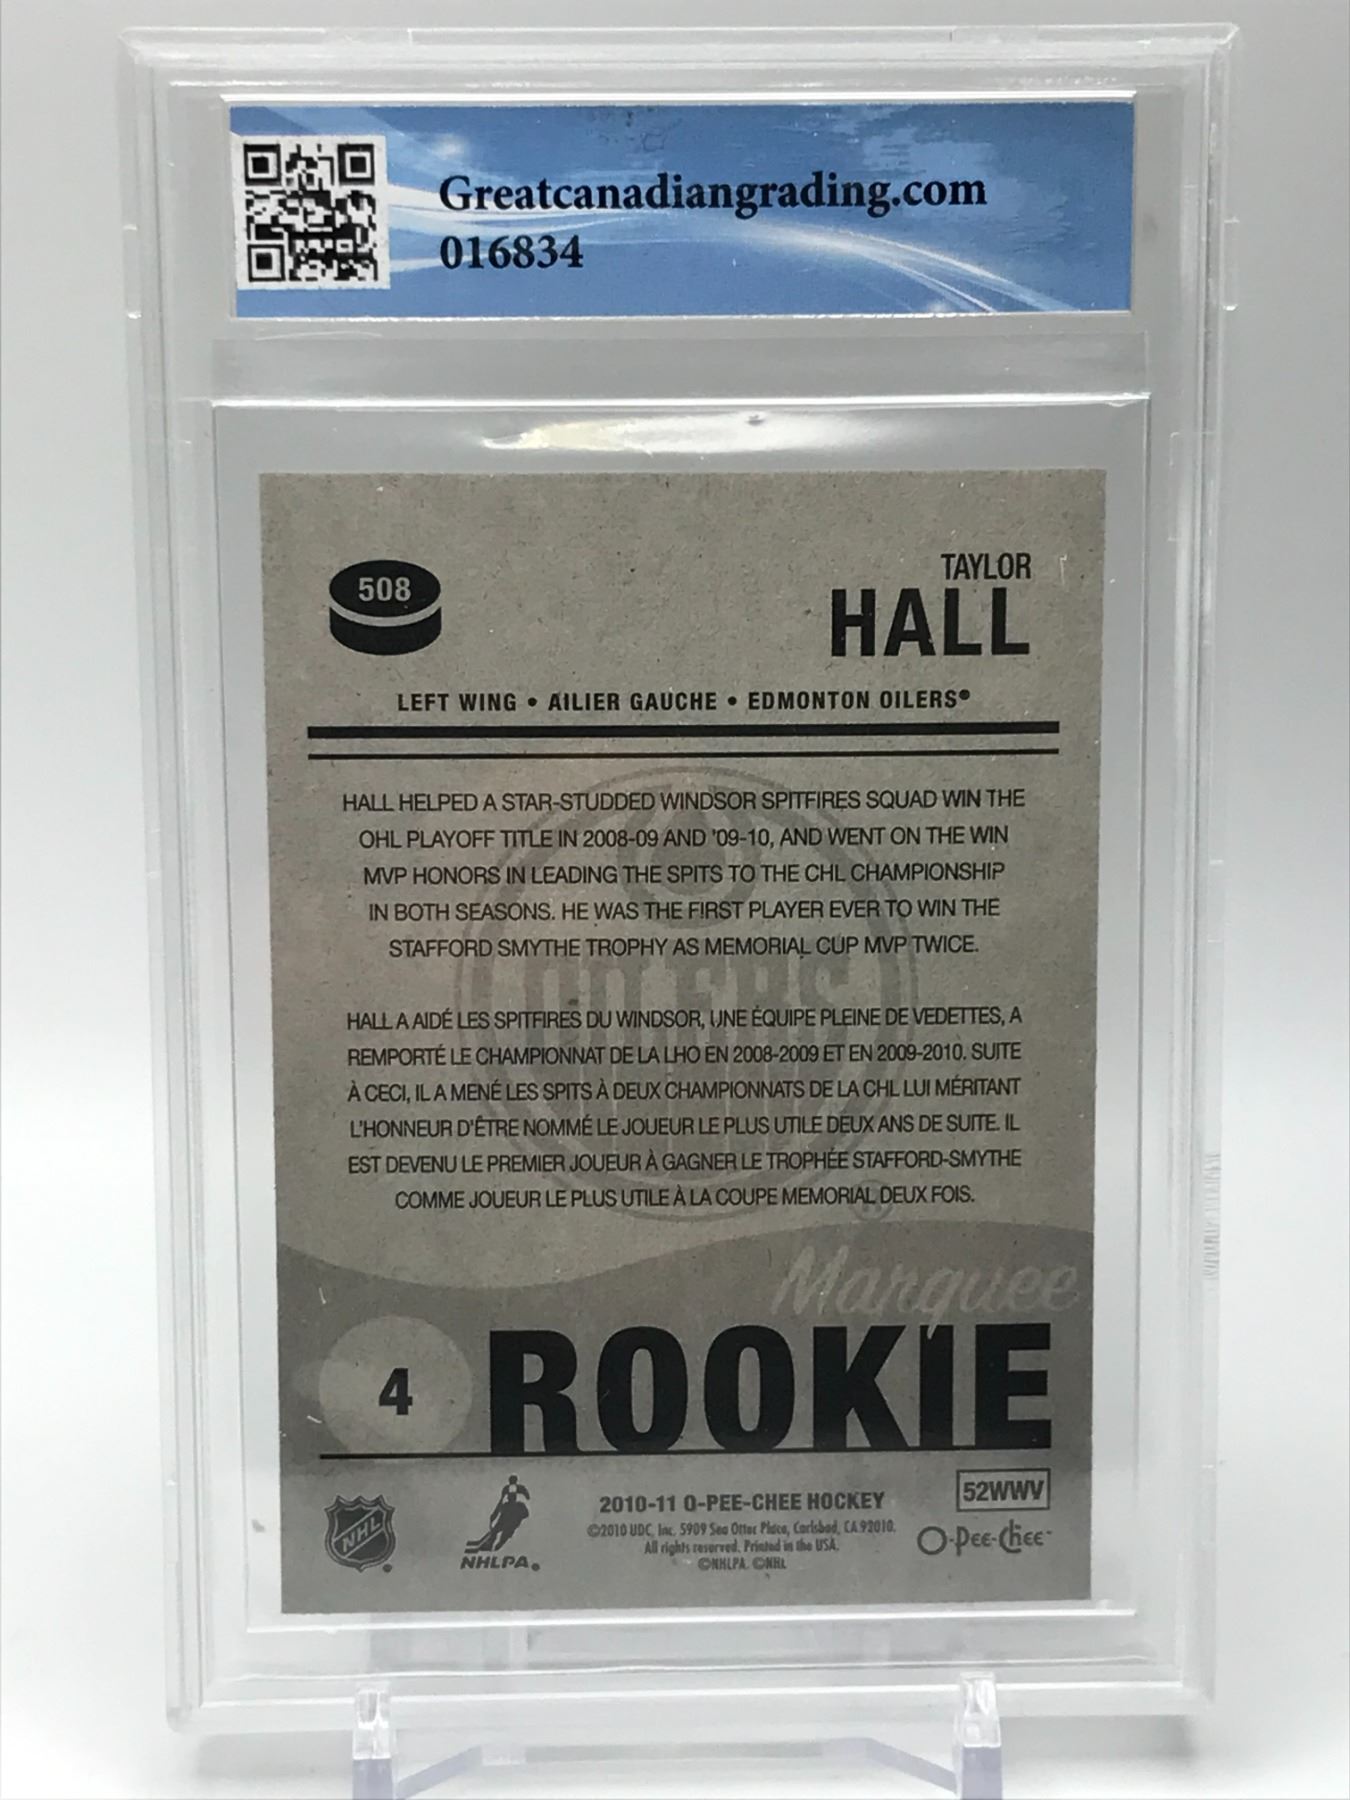 Greatcanadiangrading.com
016834
508
TAYLOR
HALL
LEFT WING • AILIER GAUCHE • EDMONTON OILERS®
HALL HELPED A STAR-STUDDED WINDSOR SPITFIRES SQUAD WIN THE
OHL PLAYOFF TITLE IN 2008-09 AND '09-10, AND WENT ON THE WIN
MVP HONORS IN LEADING THE SPITS TO THE CHL CHAMPIONSHIP
IN BOTH SEASONS. HE WAS THE FIRST PLAYER EVER TO WIN THE
STAFFORD SMYTHE TROPHY AS MEMORIAL CUP MVP TWICE.
HALL A AIDÉ LES SPITFIRES DU WINDSOR, UNE ÉQUIPE PLEINE DE VEDETTES, A
REMPORTÉ LE CHAMPIONNAT DE LA LHO EN 2008-2009 ET EN 2009-2010. SUITE
À CECI, IL A MENÉ LES SPITS À DEUX CHAMPIONNATS DE LA CHL LUI MÉRITANT
L'HONNEUR D'ÊTRE NOMMÉ LE JOUEUR LE PLUS UTILE DEUX ANS DE SUITE. IL
EST DEVENU LE PREMIER JOUEUR À GAGNER LE TROPHÉE STAFFORD-SMYTHE
COMME JOUEUR LE PLUS UTILE À LA COUPE MEMORIAL DEUX FOIS.
OILERS
®
Marquee
4 ROOKIE
NHL
NHLPA®
2010-11 O-PEE-CHEE HOCKEY
©2010 UDC, Inc. 5909 Sea Otter Place, Carlsbad, CA 92010.
All rights reserved. Printed in the USA.
©NHLPA. ©NHL
52WWV
O-Pee-Chee™